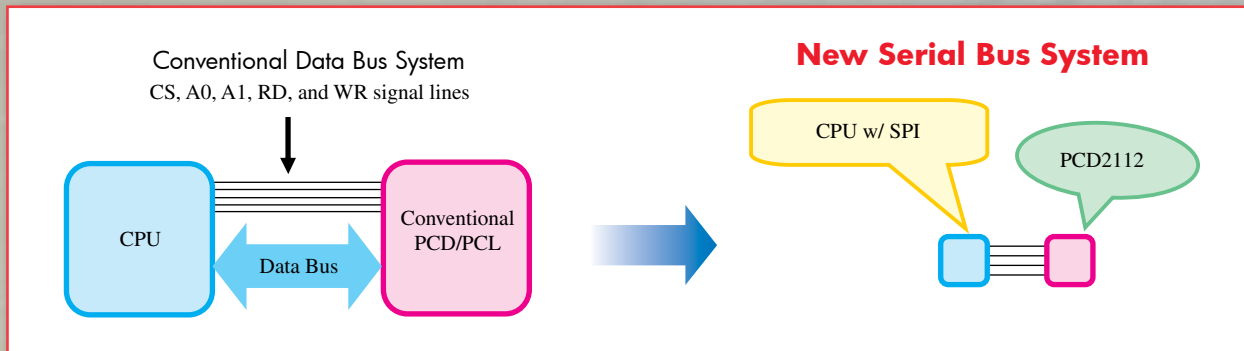 Conventional Data Bus System
CS, A0, A1, RD, and WR signal lines
CPU
Data Bus
Conventional
PCD/PCL
New Serial Bus System
CPU w/ SPI
PCD2112